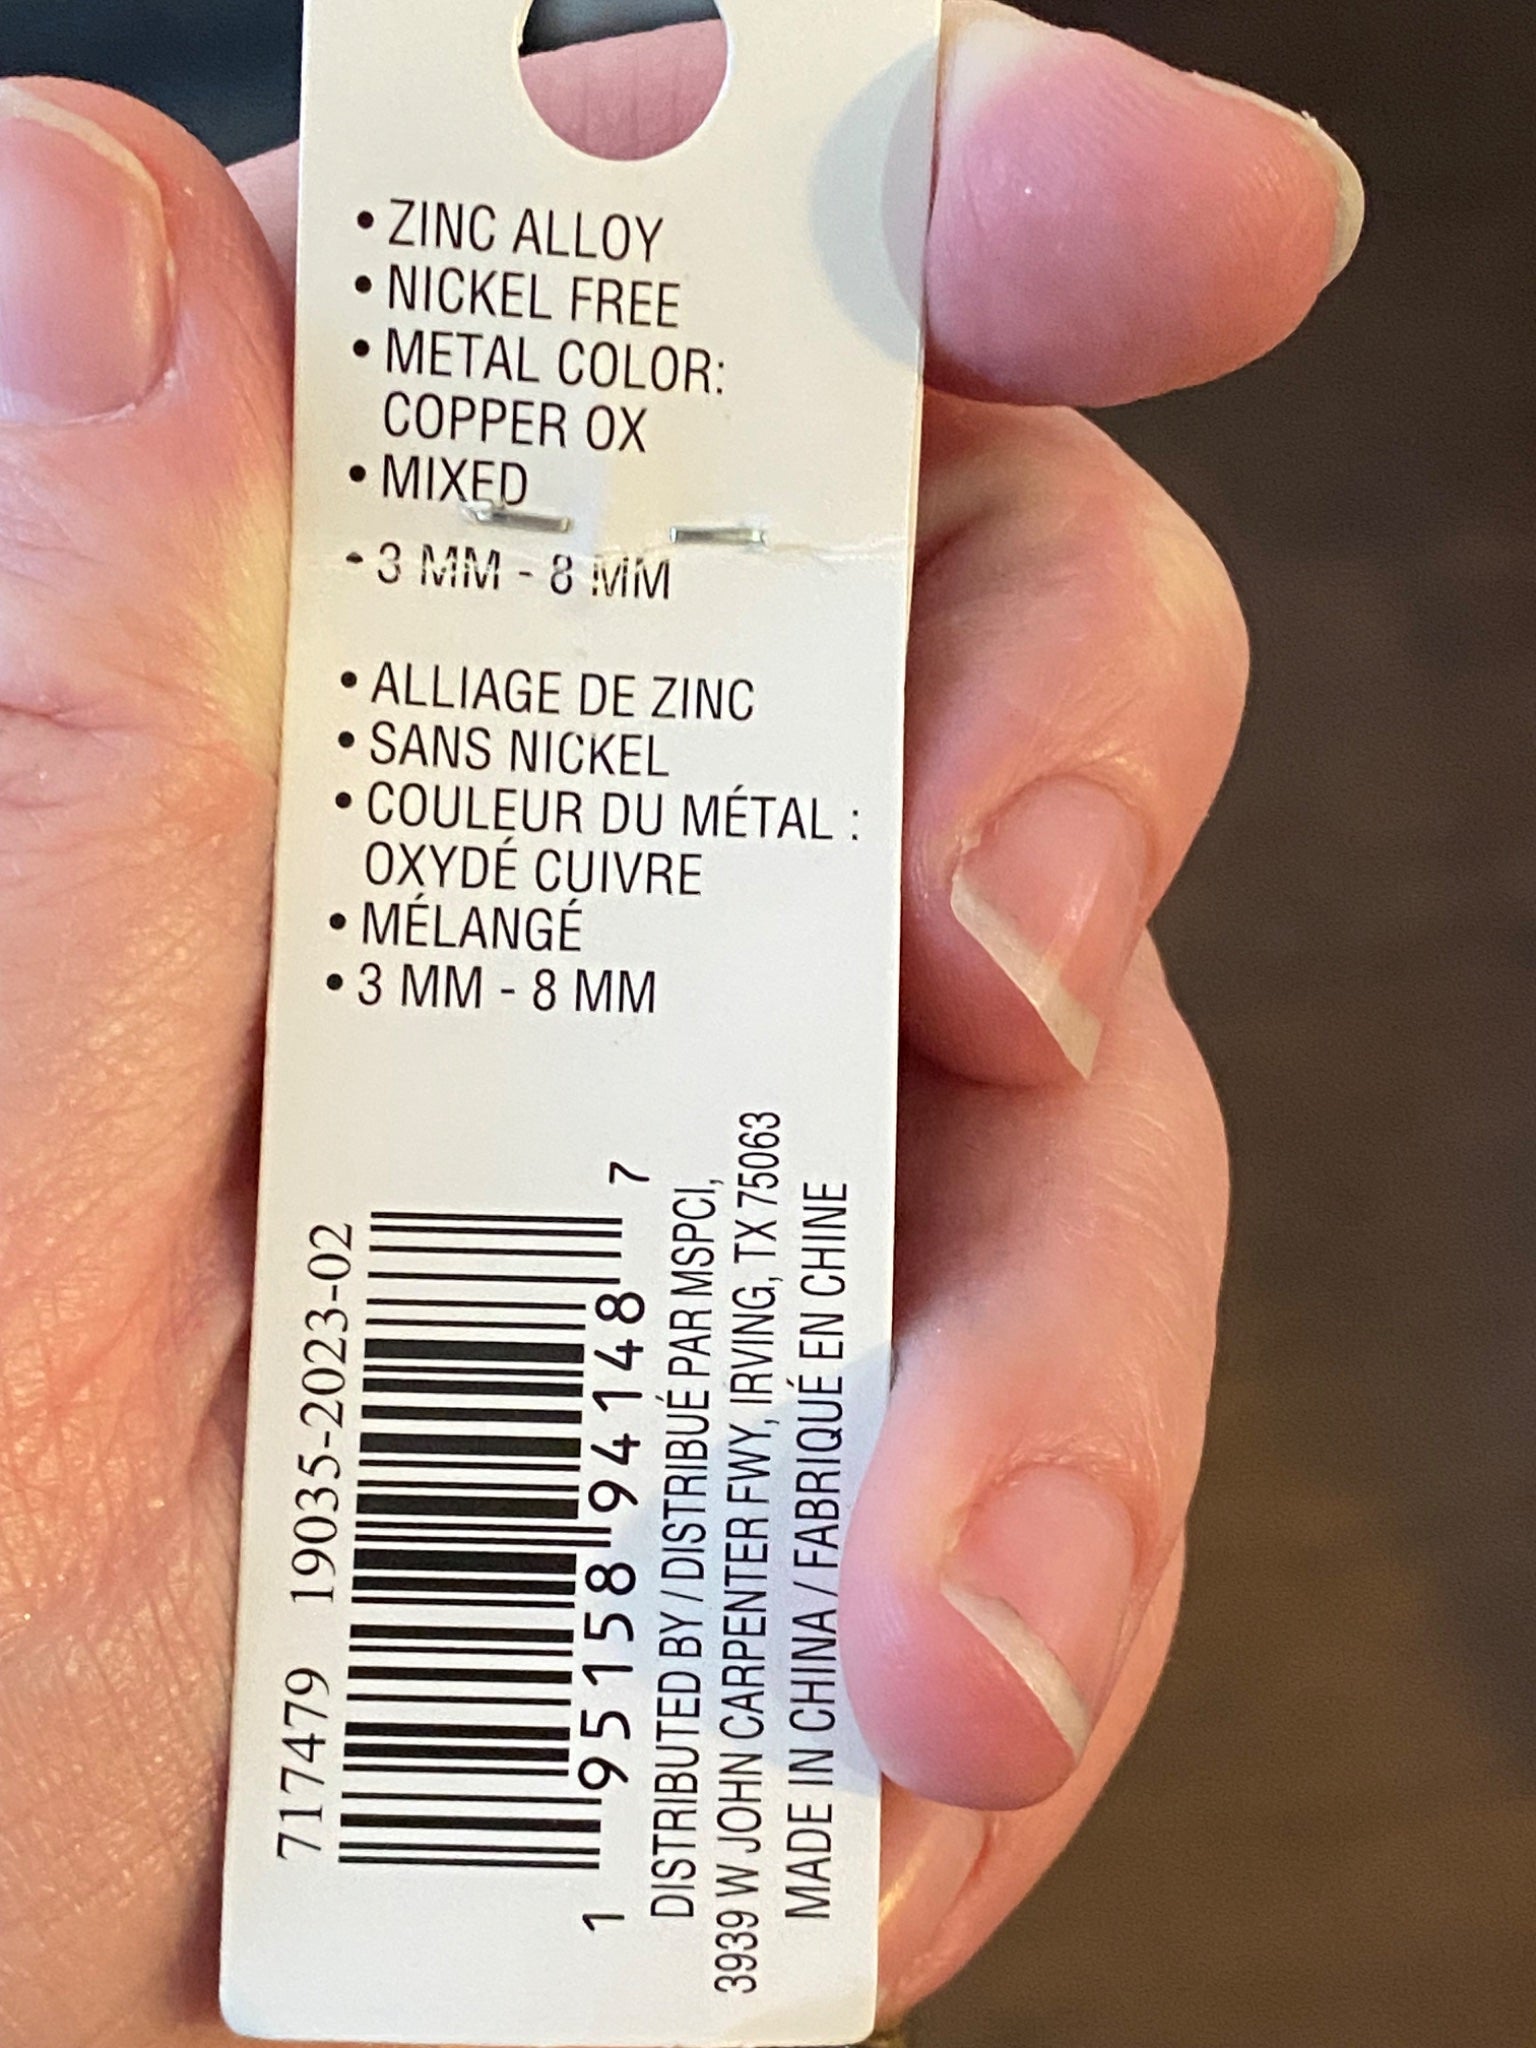 • ZINC ALLOY
• NICKEL FREE
• METAL COLOR:
COPPER OX
• MIXED
- 3 MM - 8 MM
• ALLIAGE DE ZINC
• SANS NICKEL
• COULEUR DU MÉTAL :
OXYDÉ CUIVRE
• MÉLANGÉ
• 3 MM - 8 MM
717479 19035-2023-02
1 95158 94148 7
DISTRIBUTED BY / DISTRIBUÉ PAR MSPCI,
3939 W JOHN CARPENTER FWY, IRVING, TX 75063
MADE IN CHINA / FABRIQUÉ EN CHINE